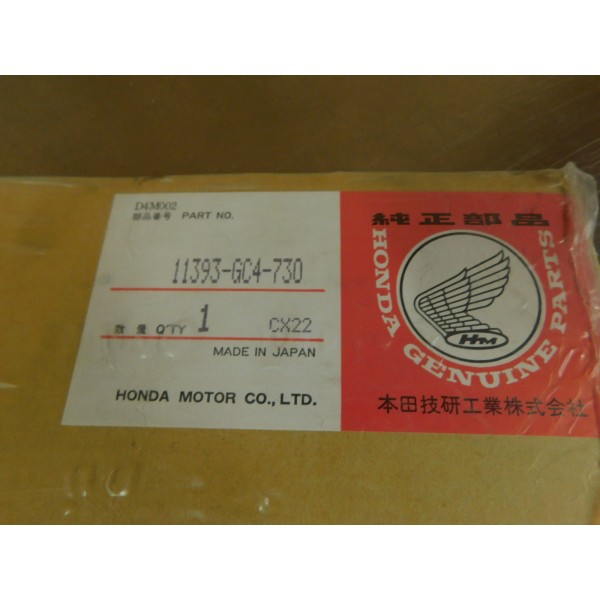 D4M002
部品番号 PART NO.
11393-GC4-730
数量 Q'TY 1 CX22
MADE IN JAPAN
HONDA MOTOR CO., LTD.
純正部品
HONDA GENUINE PARTS
HM
本田技研工業株式会社